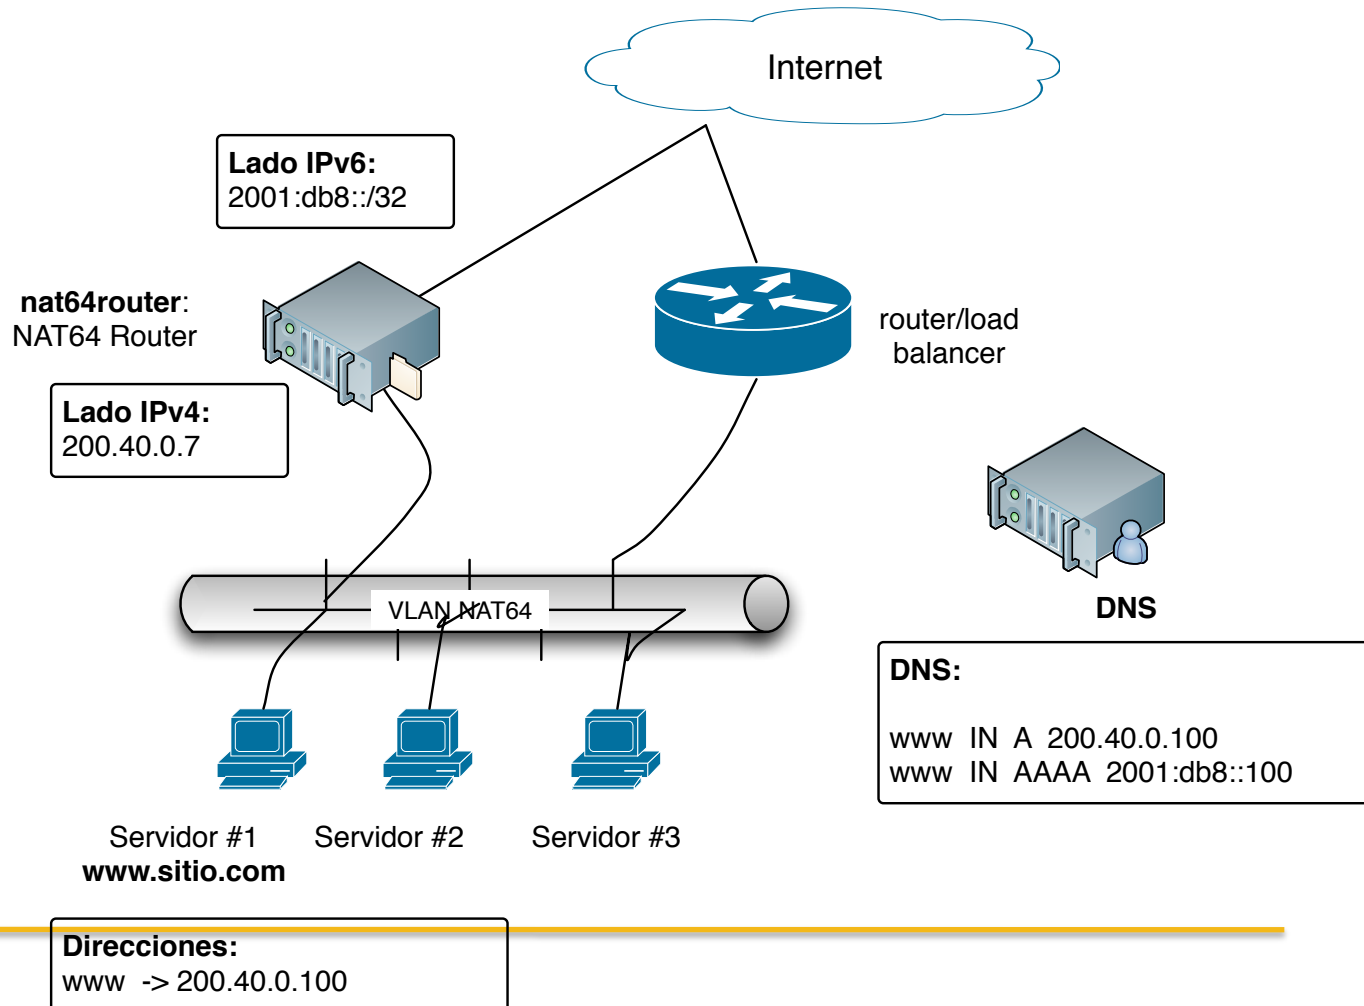 Internet
Lado IPv6:
2001:db8::/32
nat64router:
NAT64 Router
router/load
balancer
Lado IPv4:
200.40.0.7
VLAN NAT64
DNS
DNS:
www IN A 200.40.0.100
www IN AAAA 2001:db8::100
Servidor #1
www.sitio.com
Servidor #2
Servidor #3
Direcciones:
www -> 200.40.0.100